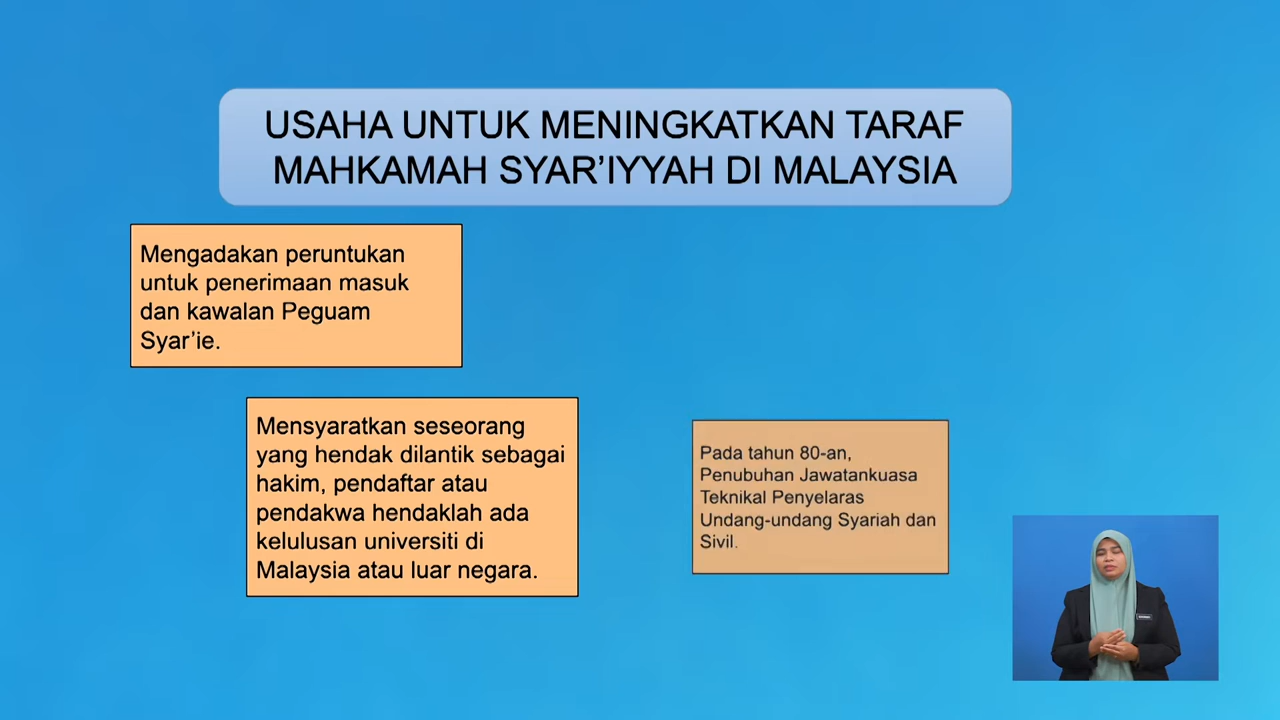 USAHA UNTUK MENINGKATKAN TARAF
MAHKAMAH SYAR’IYYAH DI MALAYSIA
Mengadakan peruntukan
untuk penerimaan masuk
dan kawalan Peguam
Syar’ie.
Mensyaratkan seseorang
yang hendak dilantik sebagai
hakim, pendaftar atau
pendakwa hendaklah ada
kelulusan universiti di
Malaysia atau luar negara.
Pada tahun 80-an,
Penubuhan Jawatankuasa
Teknikal Penyelaras
Undang-undang Syariah dan
Sivil.